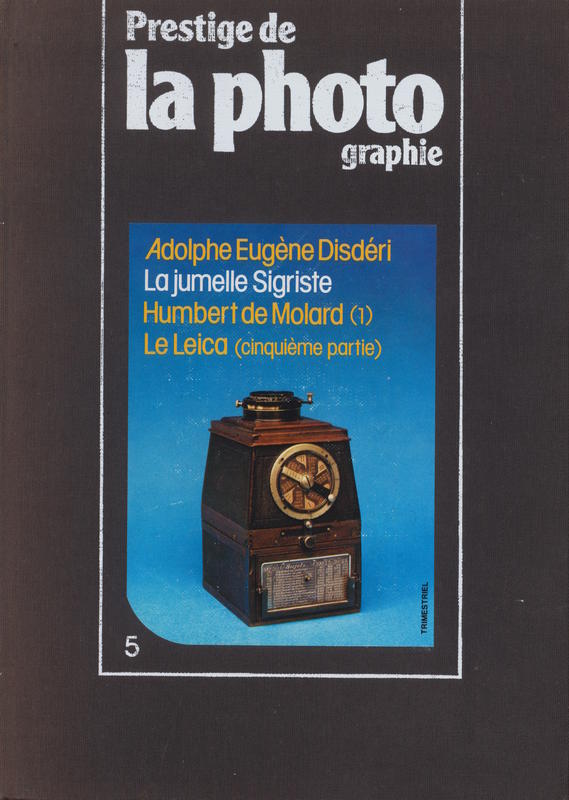 Prestige de
la photo
graphie
Adolphe Eugène Disdéri
La jumelle Sigriste
Humbert de Molard (1)
Le Leica (cinquième partie)
TRIMESTRIEL
5